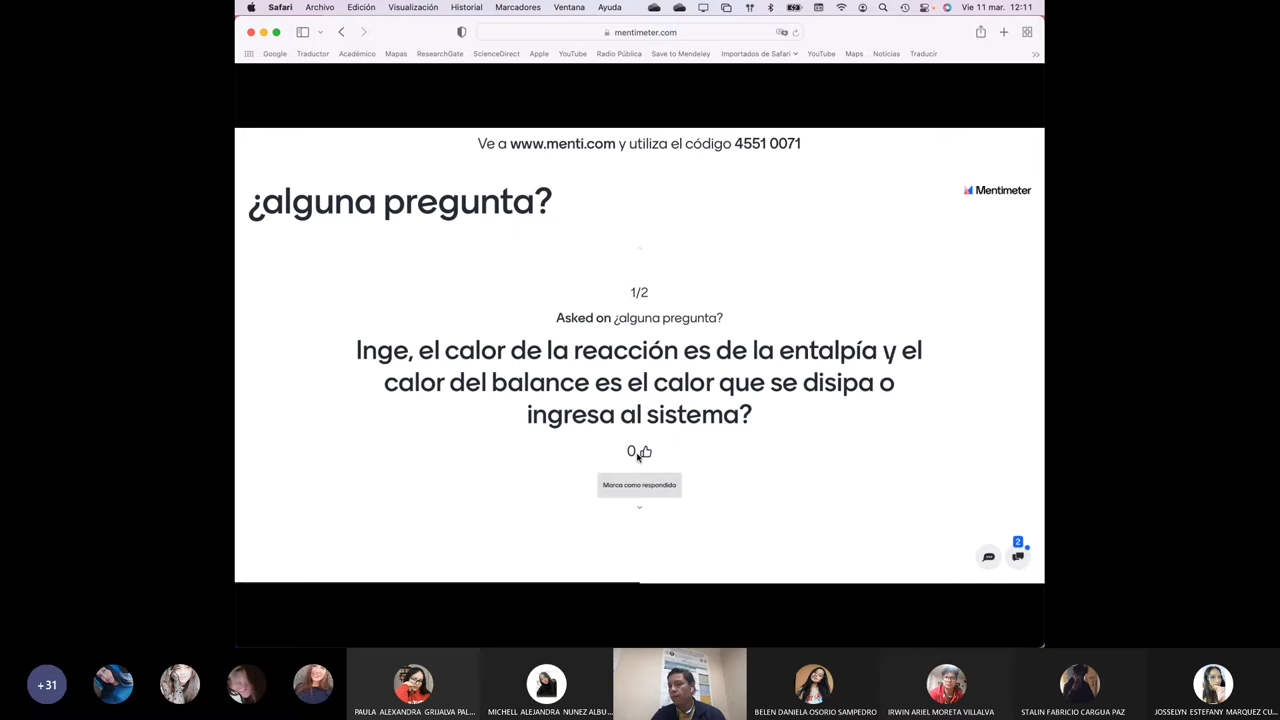 Safari Archivo Edición Visualización Historial Marcadores Ventana Ayuda Vie 11 mar. 12:11
mentimeter.com
Google Traductor Académico Mapas ResearchGate ScienceDirect Apple YouTube Radio Pública Save to Mendeley Importados de Safari YouTube Maps Noticias Traducir
Ve a www.menti.com y utiliza el código 4551 0071
¿alguna pregunta?
Mentimeter
1/2
Asked on ¿alguna pregunta?
Inge, el calor de la reacción es de la entalpía y el
calor del balance es el calor que se disipa o
ingresa al sistema?
0
Marca como respondido
2
+31
PAULA ALEXANDRA GRIJALVA PAL...
MICHELL ALEJANDRA NUNEZ ALBU...
BELEN DANIELA OSORIO SAMPEDRO
IRWIN ARIEL MORETA VILLALVA
STALIN FABRICIO CARGUA PAZ
JOSSELYN ESTEFANY MARQUEZ CU...